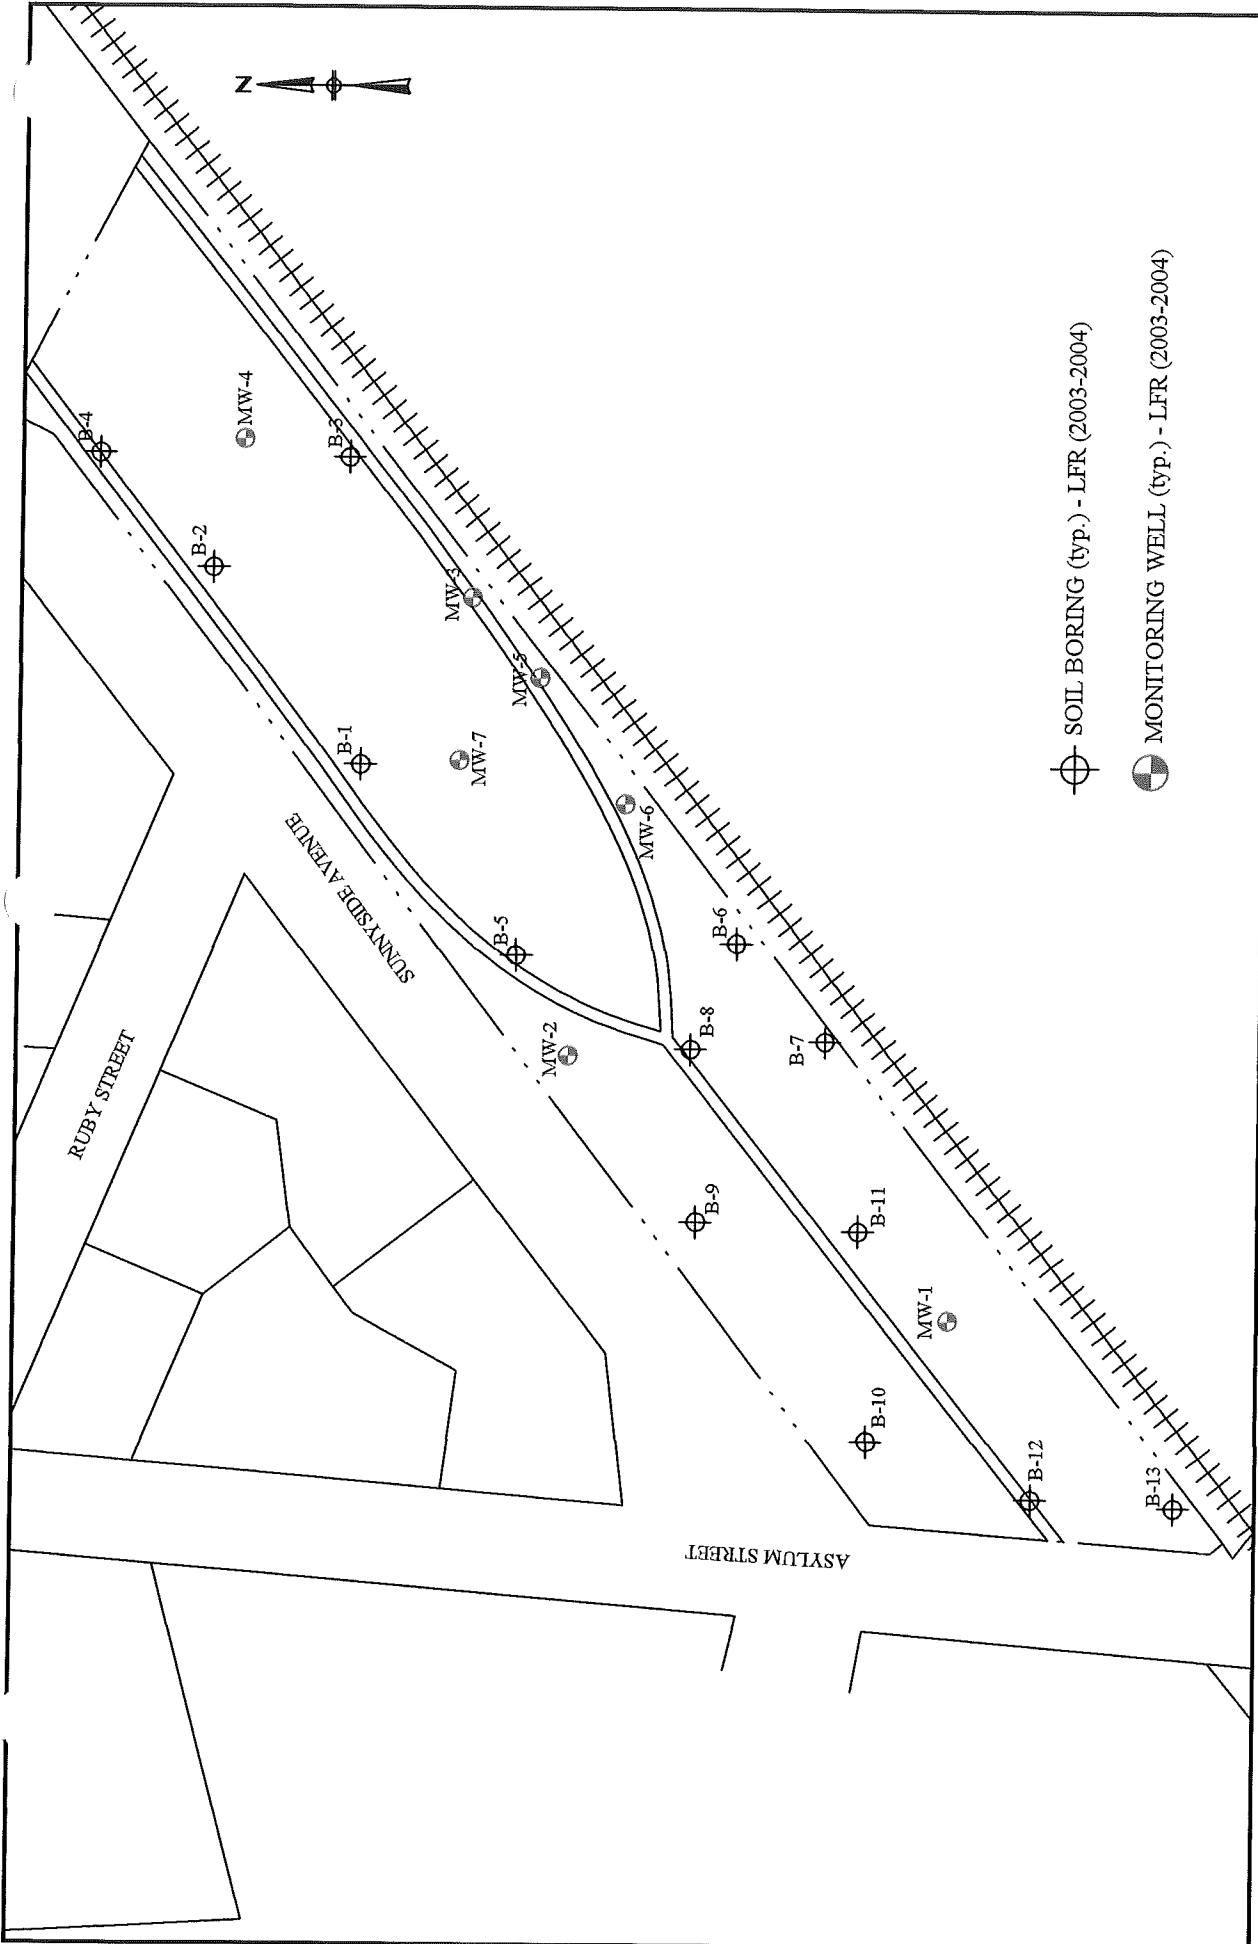 N
B-4
MW-4
B-3
B-2
MW-3
MW-5
B-1
MW-7
SUNNYSIDE AVENUE
MW-6
B-5
B-6
RUBY STREET
MW-2
B-8
B-7
B-9
B-11
MW-1
B-10
B-12
B-13
ASYLUM STREET
SOIL BORING (typ.) - LFR (2003-2004)
MONITORING WELL (typ.) - LFR (2003-2004)